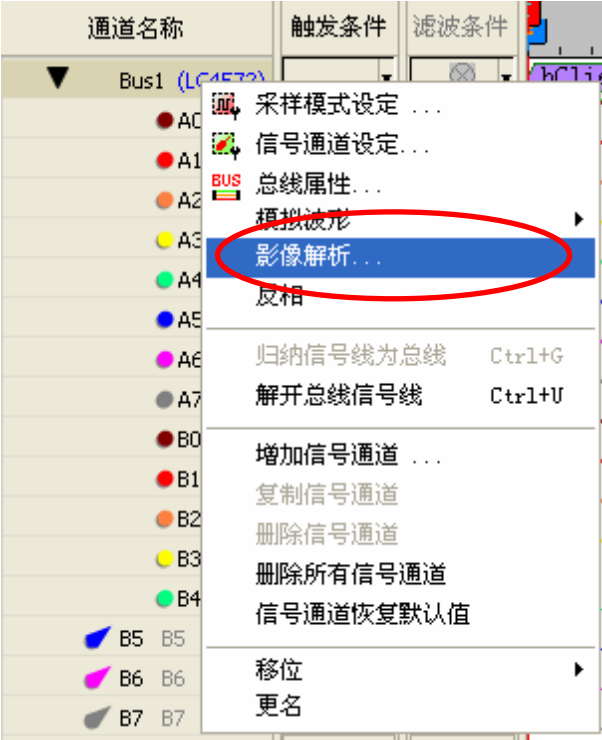 通道名称 触发条件 滤波条件
Bus1 (LC4572)
采样模式设定 ...
A0
信号通道设定...
A1
BUS 总线属性...
A2
模拟波形
A3
影像解析...
A4
反相
A5
归纳信号线为总线 Ctrl+G
A6
解开总线信号线 Ctrl+U
A7
B0
增加信号通道 ...
B1
复制信号通道
B2
删除信号通道
B3
删除所有信号通道
B4
信号通道恢复默认值
B5 B5
移位
B6 B6
更名
B7 B7